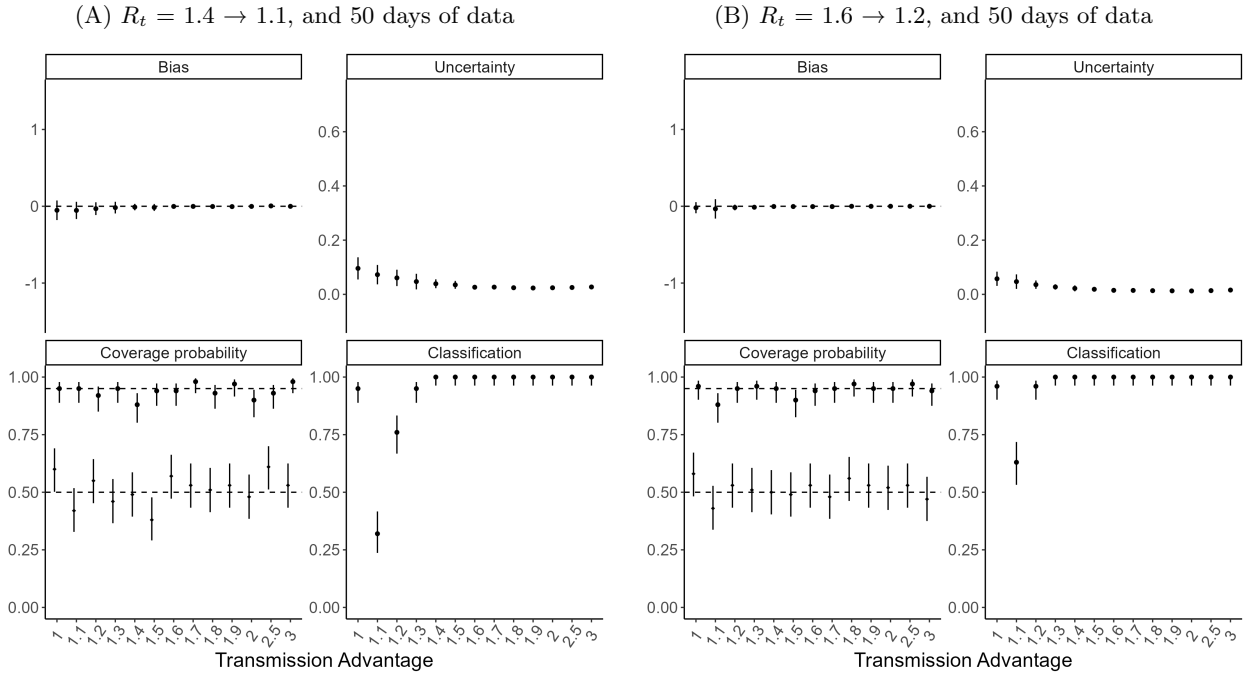 (A) Rₜ = 1.4 → 1.1, and 50 days of data
Bias
Uncertainty
1
0
-1
0.6
0.4
0.2
0.0
Coverage probability
Classification
1.00
0.75
0.50
0.25
0.00
1.00
0.75
0.50
0.25
0.00
1 1.1 1.2 1.3 1.4 1.5 1.6 1.7 1.8 1.9 2 2.5 3
1 1.1 1.2 1.3 1.4 1.5 1.6 1.7 1.8 1.9 2 2.5 3
Transmission Advantage
(B) Rₜ = 1.6 → 1.2, and 50 days of data
Bias
Uncertainty
1
0
-1
0.6
0.4
0.2
0.0
Coverage probability
Classification
1.00
0.75
0.50
0.25
0.00
1.00
0.75
0.50
0.25
0.00
1 1.1 1.2 1.3 1.4 1.5 1.6 1.7 1.8 1.9 2 2.5 3
1 1.1 1.2 1.3 1.4 1.5 1.6 1.7 1.8 1.9 2 2.5 3
Transmission Advantage